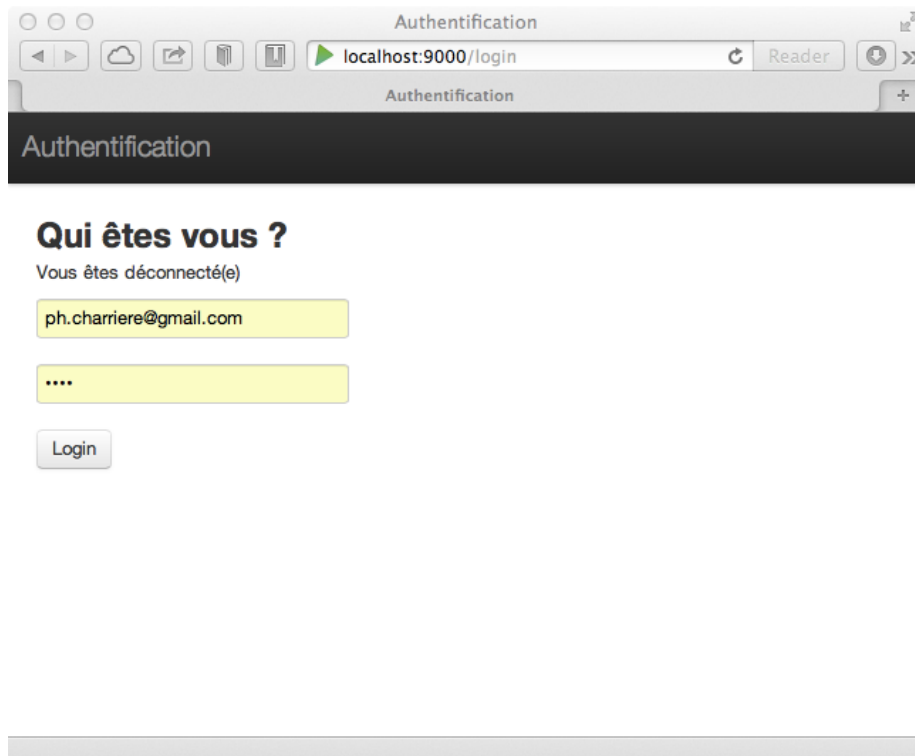 Authentification
localhost:9000/login
Reader
Authentification
Authentification
Qui êtes vous ?
Vous êtes déconnecté(e)
ph.charriere@gmail.com
••••
Login